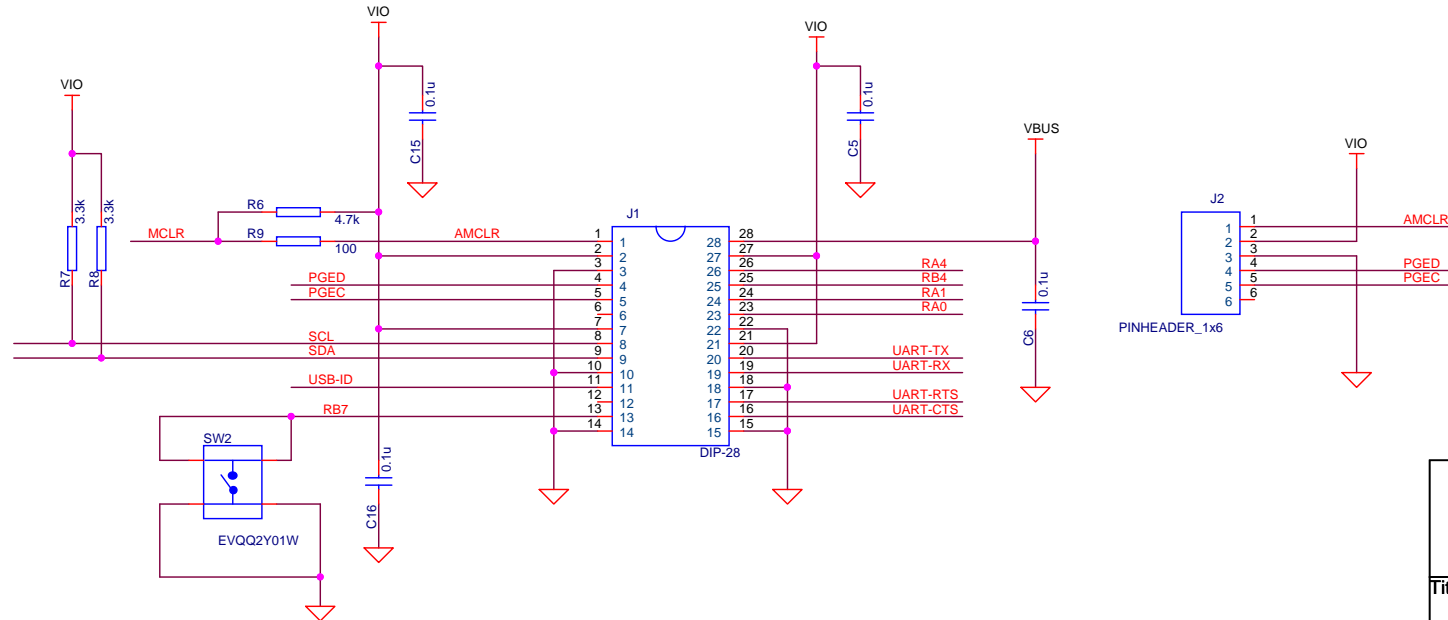 VIO
VIO
VIO
VBUS
VIO
0.1u
C15
0.1u
C5
3.3k
3.3k
R7
R8
R6
4.7k
MCLR
R9
100
AMCLR
J1
J2
1 1
2 2
3 3
4 4
5 5
6 6
7 7
8 8
9 9
10 10
11 11
12 12
13 13
14 14
28 28
27 27
26 26
25 25
24 24
23 23
22 22
21 21
20 20
19 19
18 18
17 17
16 16
15 15
DIP-28
PGED
PGEC
SCL
SDA
USB-ID
RB7
RA4
RB4
RA1
RA0
UART-TX
UART-RX
UART-RTS
UART-CTS
0.1u
C6
1 1
2 2
3 3
4 4
5 5
6 6
AMCLR
PGED
PGEC
PINHEADER_1x6
SW2
EVQQ2Y01W
0.1u
C16
Tit